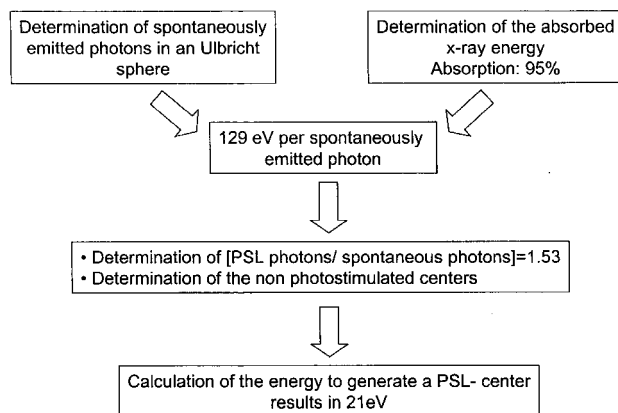 Determination of spontaneously
emitted photons in an Ulbricht
sphere
Determination of the absorbed
x-ray energy
Absorption: 95%
129 eV per spontaneously
emitted photon
• Determination of [PSL photons/ spontaneous photons]=1.53
• Determination of the non photostimulated centers
Calculation of the energy to generate a PSL- center
results in 21eV